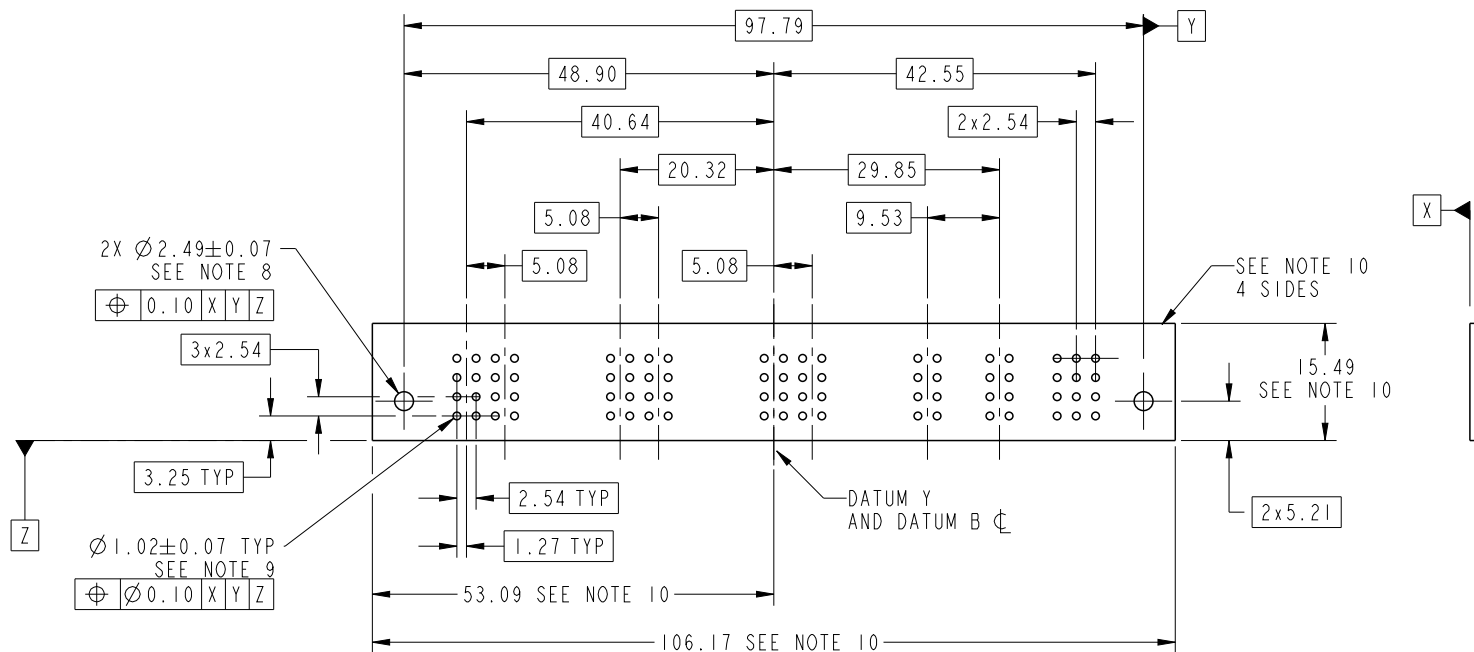 97.79
Y
48.90
42.55
40.64
2x2.54
20.32
29.85
5.08
9.53
X
2X Ø2.49±0.07
SEE NOTE 8
5.08
5.08
SEE NOTE 10
4 SIDES
⌖ 0.10 X Y Z
3x2.54
15.49
SEE NOTE 10
3.25 TYP
2.54 TYP
DATUM Y
AND DATUM B ℄
2x5.21
Z
Ø1.02±0.07 TYP
SEE NOTE 9
1.27 TYP
⌖ Ø0.10 X Y Z
53.09 SEE NOTE 10
106.17 SEE NOTE 10